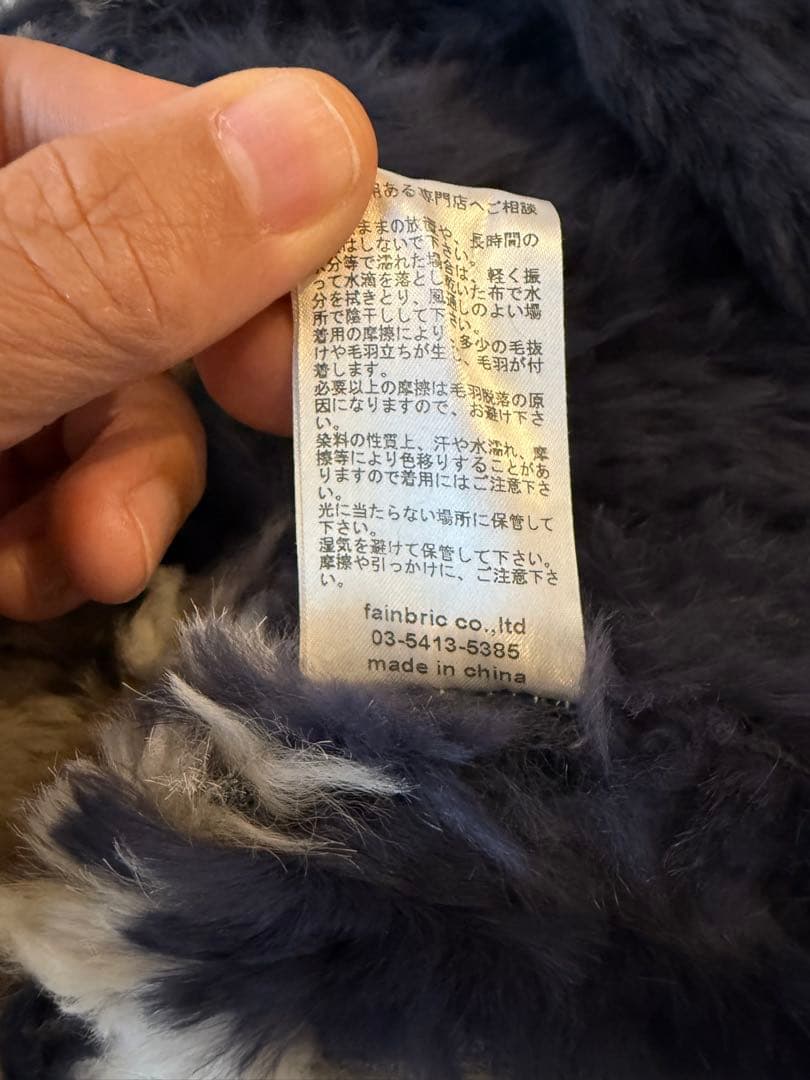 ある専門店へご相談
ままの放置や、長時間の
はしないで下さい。
水分等で濡れた場合は、軽く振
って水滴を落とし乾いた布で水
分を拭きとり、風通しのよい場
所で陰干しして下さい。
着用の摩擦により、多少の毛抜
けや毛羽立ちが生じ、毛羽が付
着します。
必要以上の摩擦は毛羽脱落の原
因になりますので、お避け下さ
い。
染料の性質上、汗や水濡れ、摩
擦等により色移りすることがあ
りますので着用にはご注意下さ
い。
光に当たらない場所に保管して
下さい。
湿気を避けて保管して下さい。
摩擦や引っかけに、ご注意下さ
い。
fainbric co.,ltd
03-5413-5385
made in china